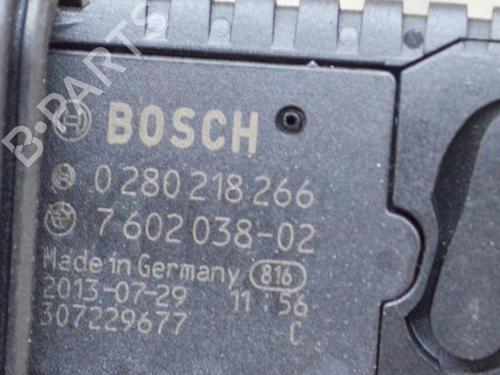 B-PARTS
BOSCH
0 280 218 266
7 602 038-02
Made in Germany 816
2013-07-29 11:56
307229677 C